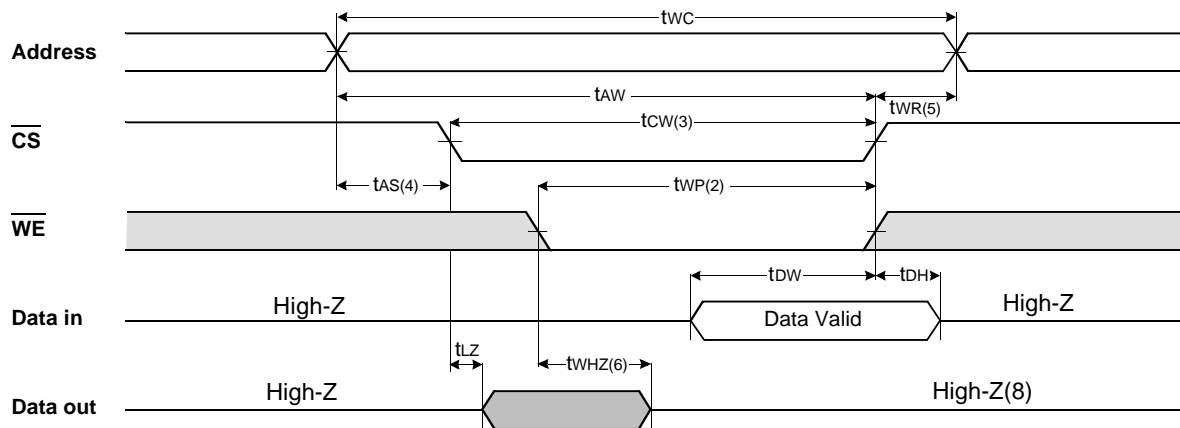 tWC
Address
tAW
tWR(5)
CS
tCW(3)
tAS(4)
tWP(2)
WE
tDW
tDH
Data in
High-Z
Data Valid
High-Z
tLZ
tWHZ(6)
Data out
High-Z
High-Z(8)